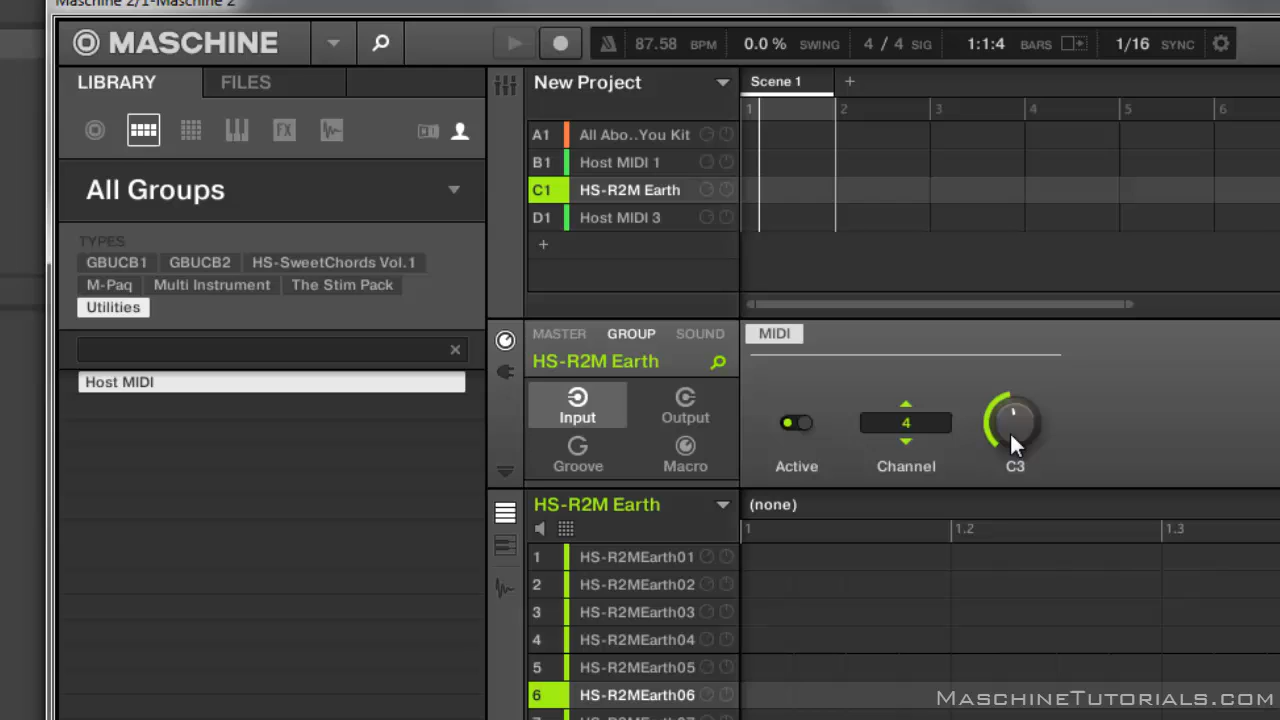 Maschine 2/1-Maschine 2
MASCHINE
87.58 BPM 0.0 % SWING 4 / 4 SIG 1:1:4 BARS 1/16 SYNC
LIBRARY FILES
New Project
Scene 1 +
1 2 3 4 5 6
FX
A1 All Abo..You Kit
B1 Host MIDI 1
All Groups
C1 HS-R2M Earth
D1 Host MIDI 3
+
TYPES
GBUCB1 GBUCB2 HS-SweetChords Vol.1
M-Paq Multi Instrument The Stim Pack
Utilities
MASTER GROUP SOUND
MIDI
HS-R2M Earth
Host MIDI
Input Output
Groove Macro
4
Active Channel C3
HS-R2M Earth
(none)
1 1.2 1.3
1 HS-R2MEarth01
2 HS-R2MEarth02
3 HS-R2MEarth03
4 HS-R2MEarth04
5 HS-R2MEarth05
6 HS-R2MEarth06
7 HS-R2MEarth07
MASCHINETUTORIALS.COM